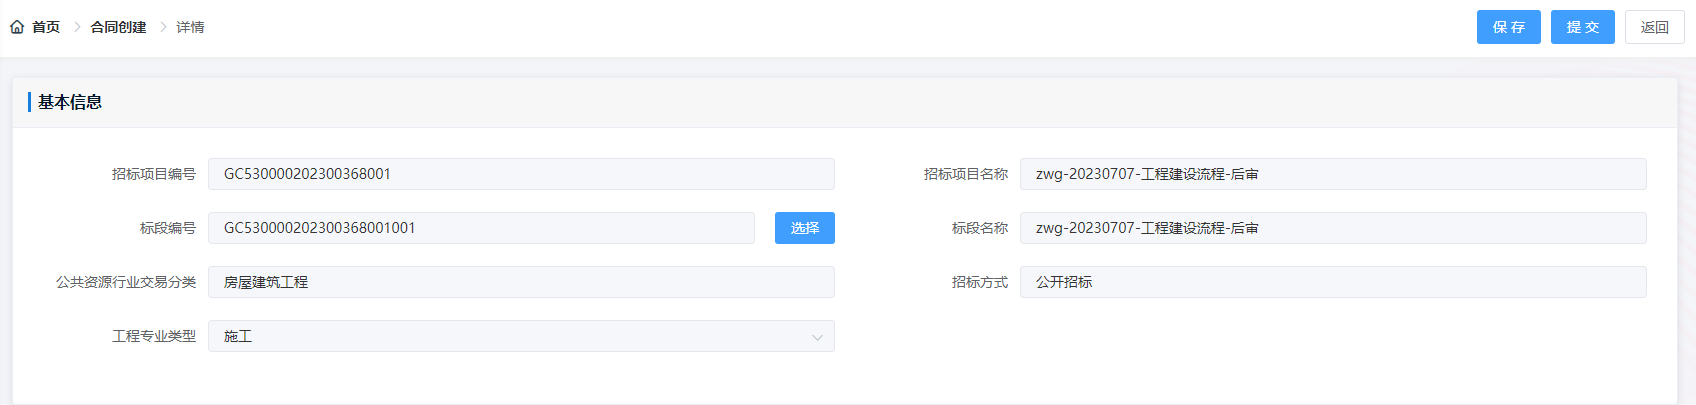 首页 合同创建 详情 保存 提交 返回
基本信息
招标项目编号 GC530000202300368001 招标项目名称 zwg-20230707-工程建设流程-后审
标段编号 GC530000202300368001001 选择 标段名称 zwg-20230707-工程建设流程-后审
公共资源行业交易分类 房屋建筑工程 招标方式 公开招标
工程专业类型 施工